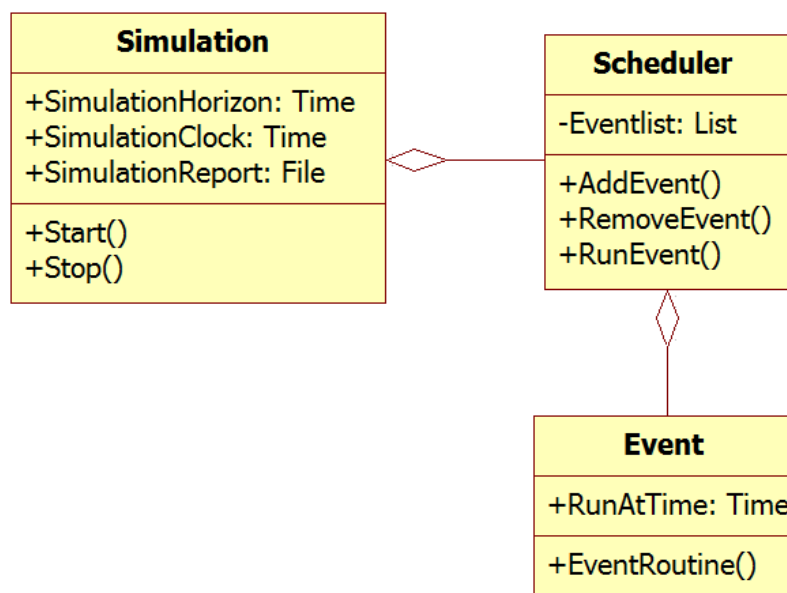 Simulation
+SimulationHorizon: Time
+SimulationClock: Time
+SimulationReport: File
+Start()
+Stop()
Scheduler
-Eventlist: List
+AddEvent()
+RemoveEvent()
+RunEvent()
Event
+RunAtTime: Time
+EventRoutine()